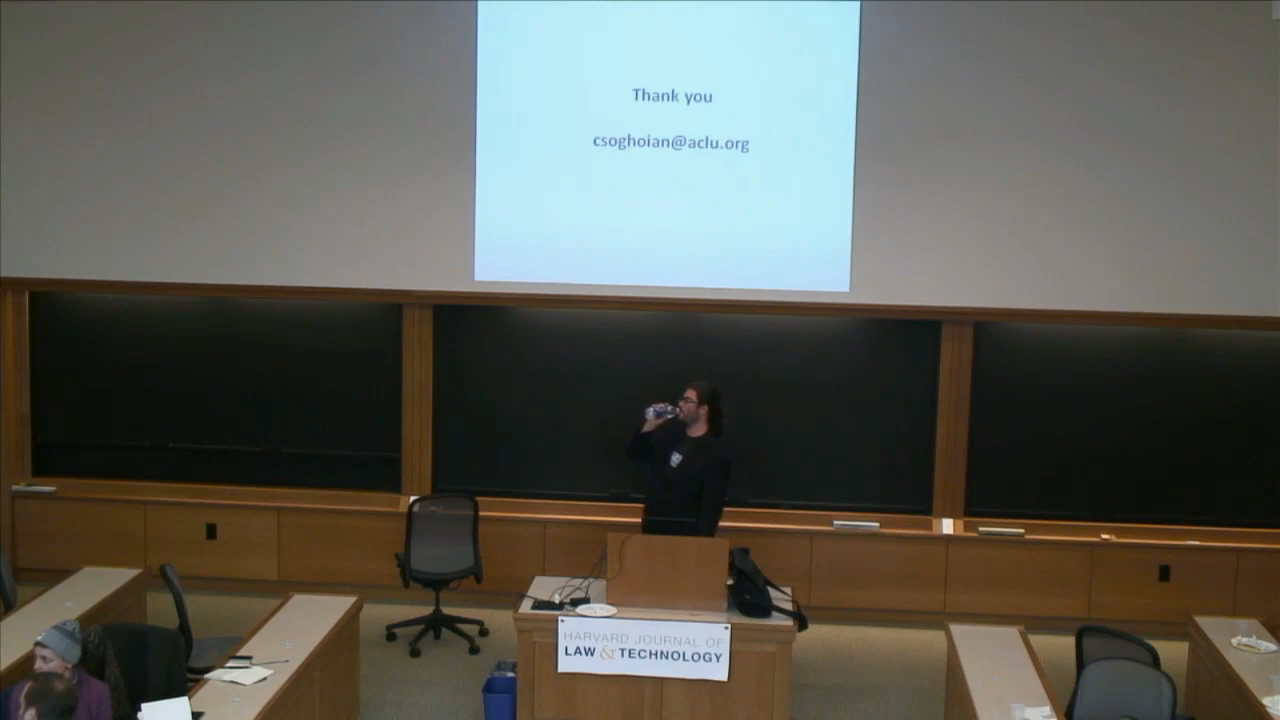 Thank you
csoghoian@aclu.org
HARVARD JOURNAL OF
LAW & TECHNOLOGY